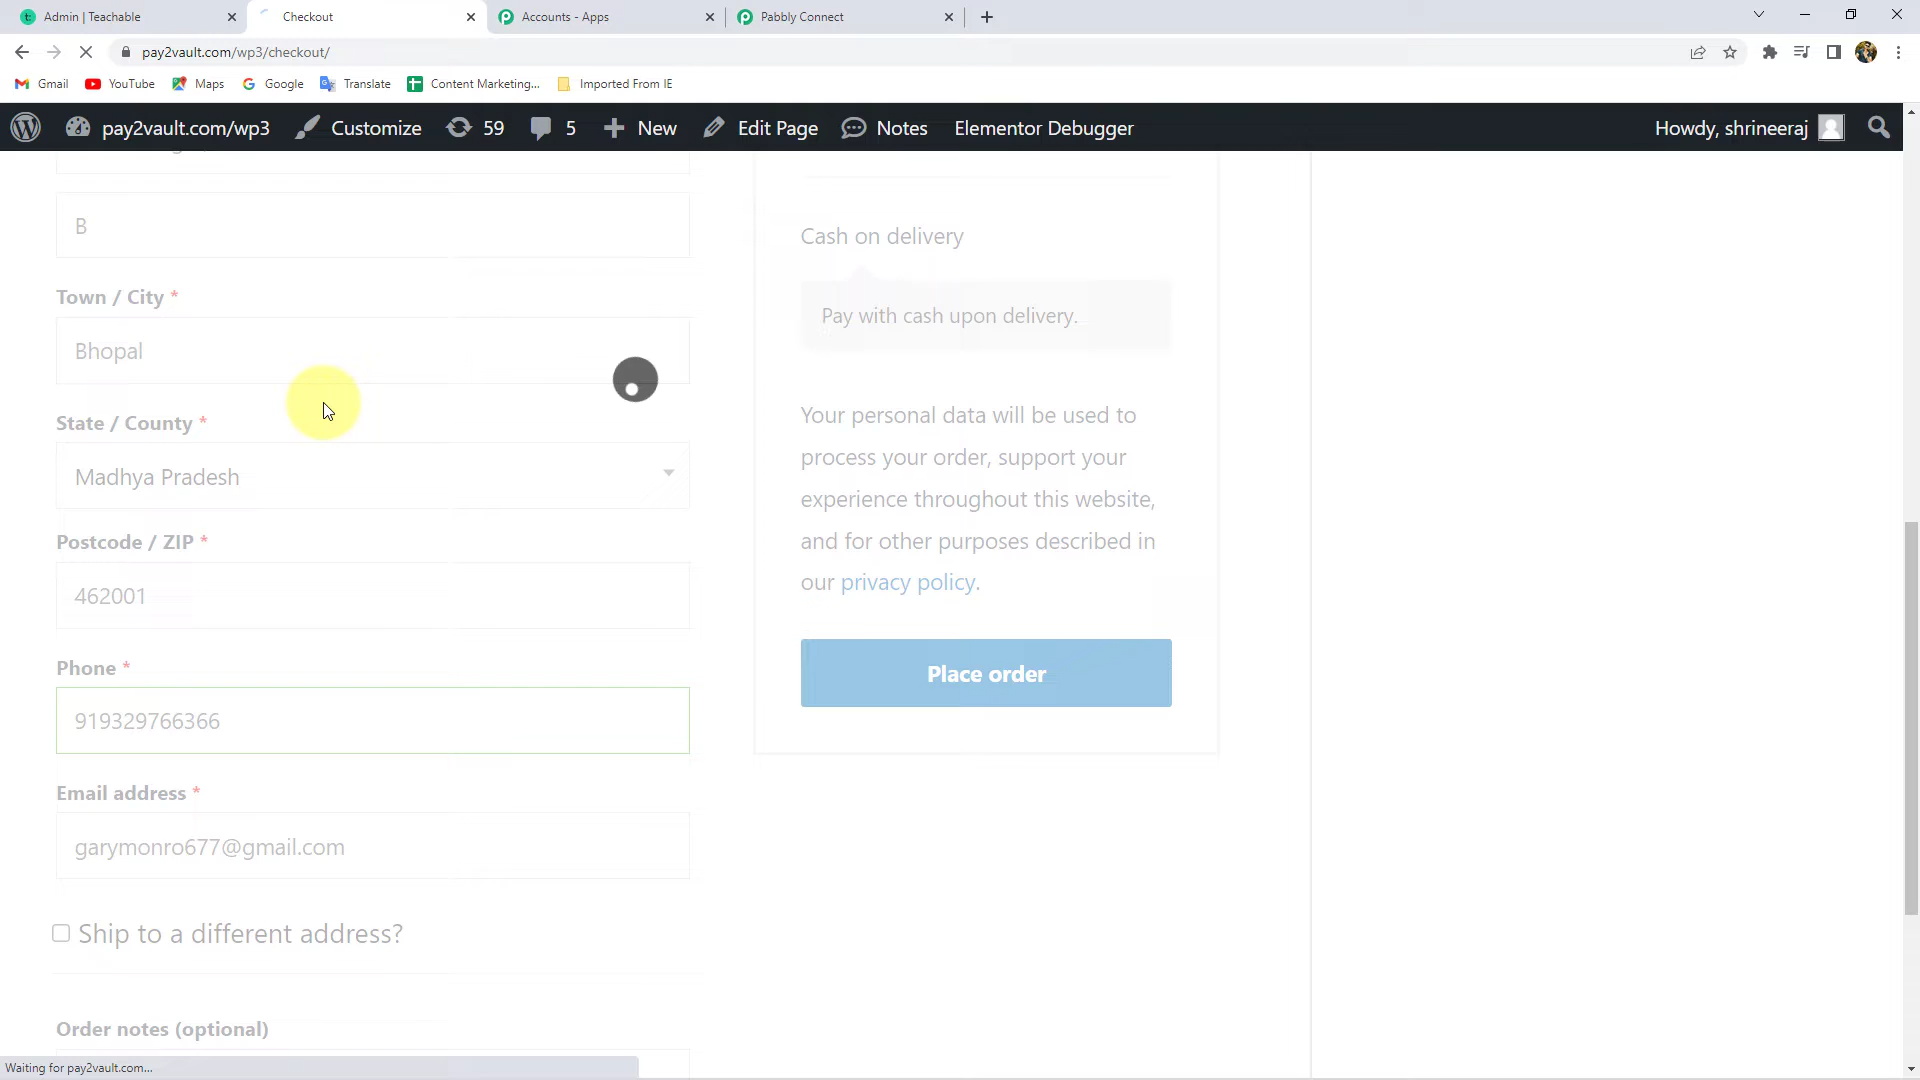 Admin | Teachable
Checkout
Accounts - Apps
Pabbly Connect
pay2vault.com/wp3/checkout/
Gmail
YouTube
Maps
Google
Translate
Content Marketing...
Imported From IE
pay2vault.com/wp3
Customize
59
5
New
Edit Page
Notes
Elementor Debugger
Howdy, shrineeraj
B
Town / City *
Bhopal
State / County *
Madhya Pradesh
Postcode / ZIP *
462001
Phone *
919329766366
Email address *
garymonro677@gmail.com
Ship to a different address?
Order notes (optional)
Cash on delivery
Pay with cash upon delivery.
Your personal data will be used to
process your order, support your
experience throughout this website,
and for other purposes described in
our privacy policy.
Place order
Waiting for pay2vault.com...